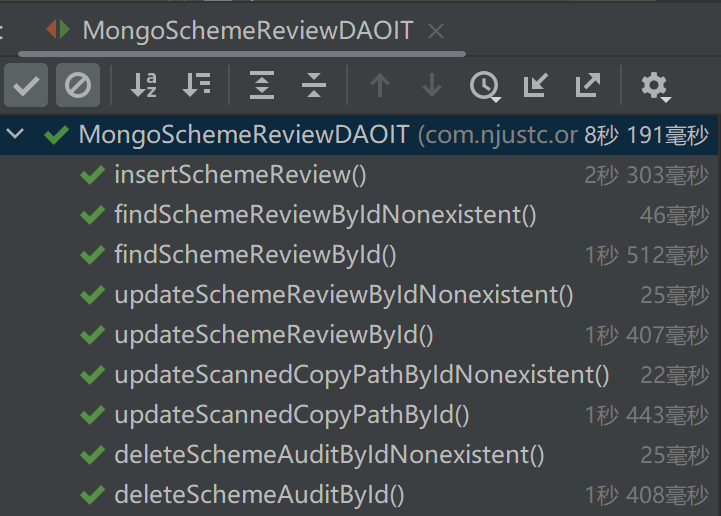 MongoSchemeReviewDAOIT
MongoSchemeReviewDAOIT (com.njustc.or 8秒 191毫秒
insertSchemeReview() 2秒 303毫秒
findSchemeReviewByIdNonexistent() 46毫秒
findSchemeReviewById() 1秒 512毫秒
updateSchemeReviewByIdNonexistent() 25毫秒
updateSchemeReviewById() 1秒 407毫秒
updateScannedCopyPathByIdNonexistent() 22毫秒
updateScannedCopyPathById() 1秒 443毫秒
deleteSchemeAuditByIdNonexistent() 25毫秒
deleteSchemeAuditById() 1秒 408毫秒